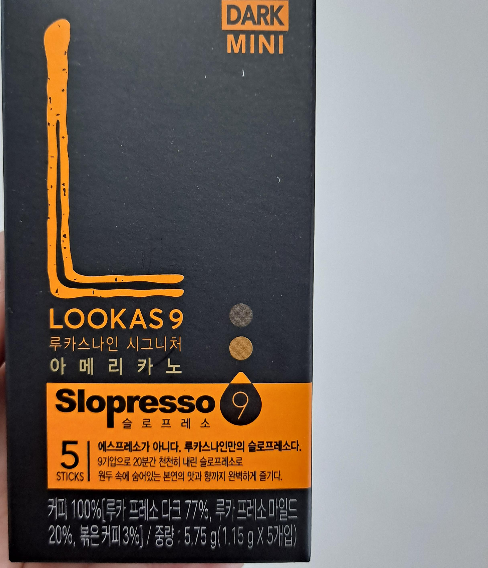 DARK
MINI
LOOKAS 9
루카스나인 시그니처
아메리카노
Slopresso 9
슬로프레소
5
STICKS
에스프레소가 아니다, 루카스나인만의 슬로프레소다.
9기압으로 20분간 천천히 내린 슬로프레소로
원두 속에 숨어있는 본연의 맛과 향까지 완벽하게 즐기다.
커피 100%[루카 프레소 다크 77%, 루카 프레소 마일드
20%, 볶은커피 3%] / 중량 : 5.75 g(1.15 g X 5개입)